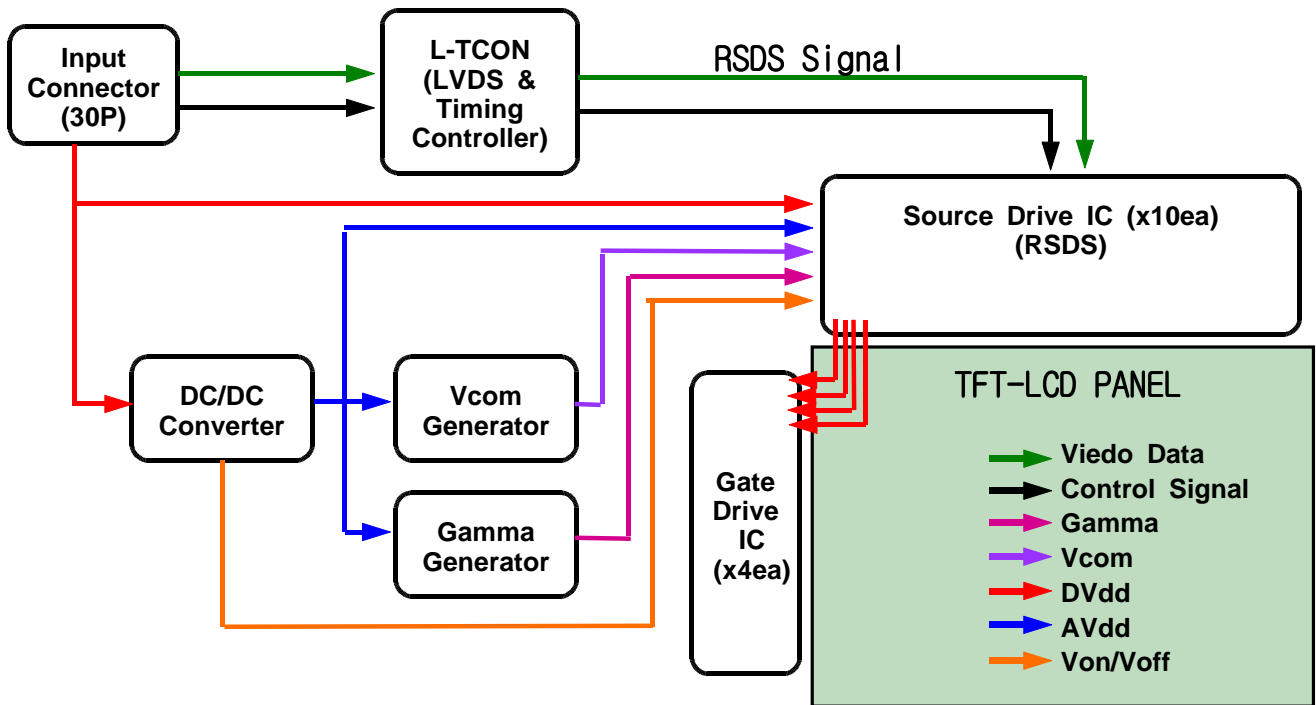 Input
Connector
(30P)
L-TCON
(LVDS &
Timing
Controller)
RSDS Signal
Source Drive IC (x10ea)
(RSDS)
DC/DC
Converter
Vcom
Generator
Gamma
Generator
Gate
Drive
IC
(x4ea)
TFT-LCD PANEL
Viedo Data
Control Signal
Gamma
Vcom
DVdd
AVdd
Von/Voff